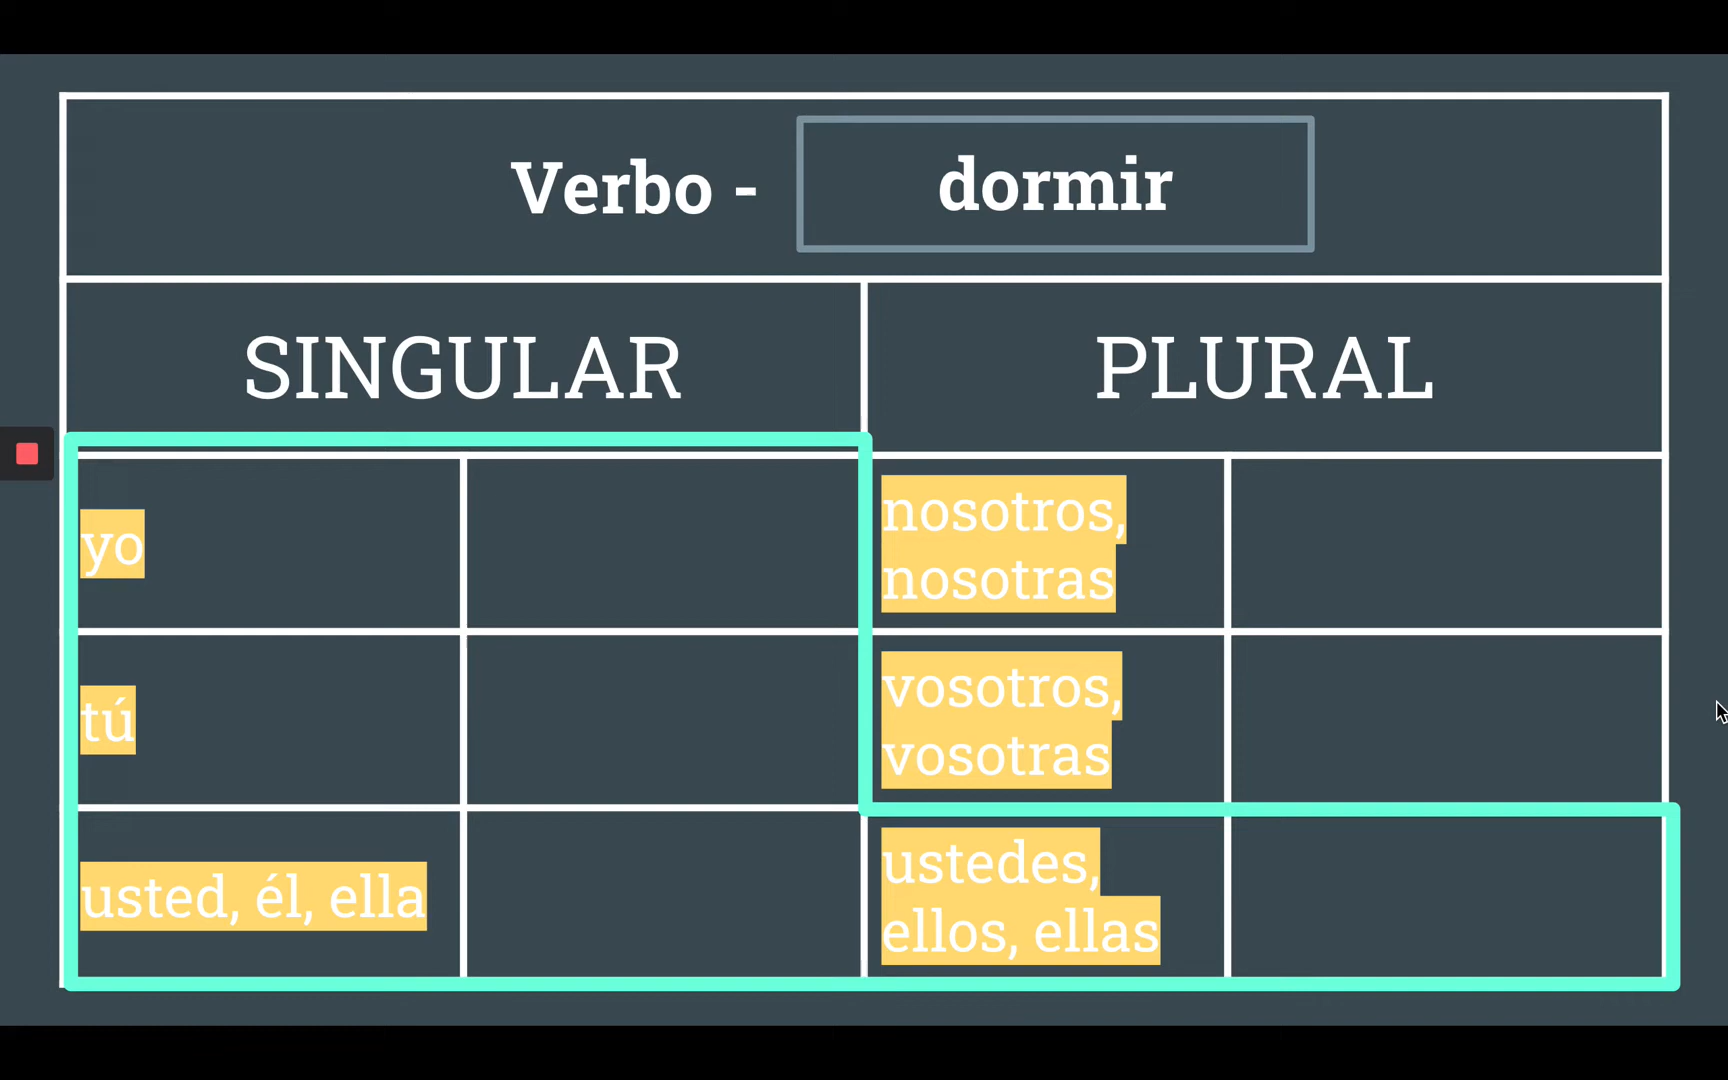 Verbo - dormir
SINGULAR
PLURAL
yo
nosotros,
nosotras
tú
vosotros,
vosotras
usted, él, ella
ustedes,
ellos, ellas